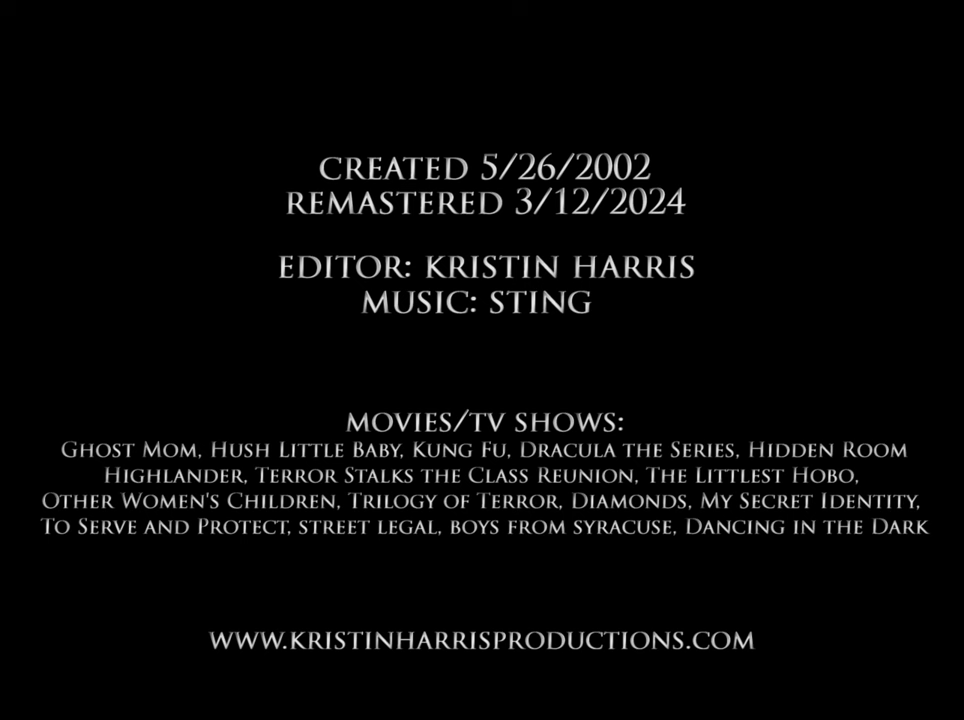 CREATED 5/26/2002
REMASTERED 3/12/2024
EDITOR: KRISTIN HARRIS
MUSIC: STING
MOVIES/TV SHOWS:
GHOST MOM, HUSH LITTLE BABY, KUNG FU, DRACULA THE SERIES, HIDDEN ROOM
HIGHLANDER, TERROR STALKS THE CLASS REUNION, THE LITTLEST HOBO,
OTHER WOMEN'S CHILDREN, TRILOGY OF TERROR, DIAMONDS, MY SECRET IDENTITY,
TO SERVE AND PROTECT, STREET LEGAL, BOYS FROM SYRACUSE, DANCING IN THE DARK
WWW.KRISTINHARRISPRODUCTIONS.COM